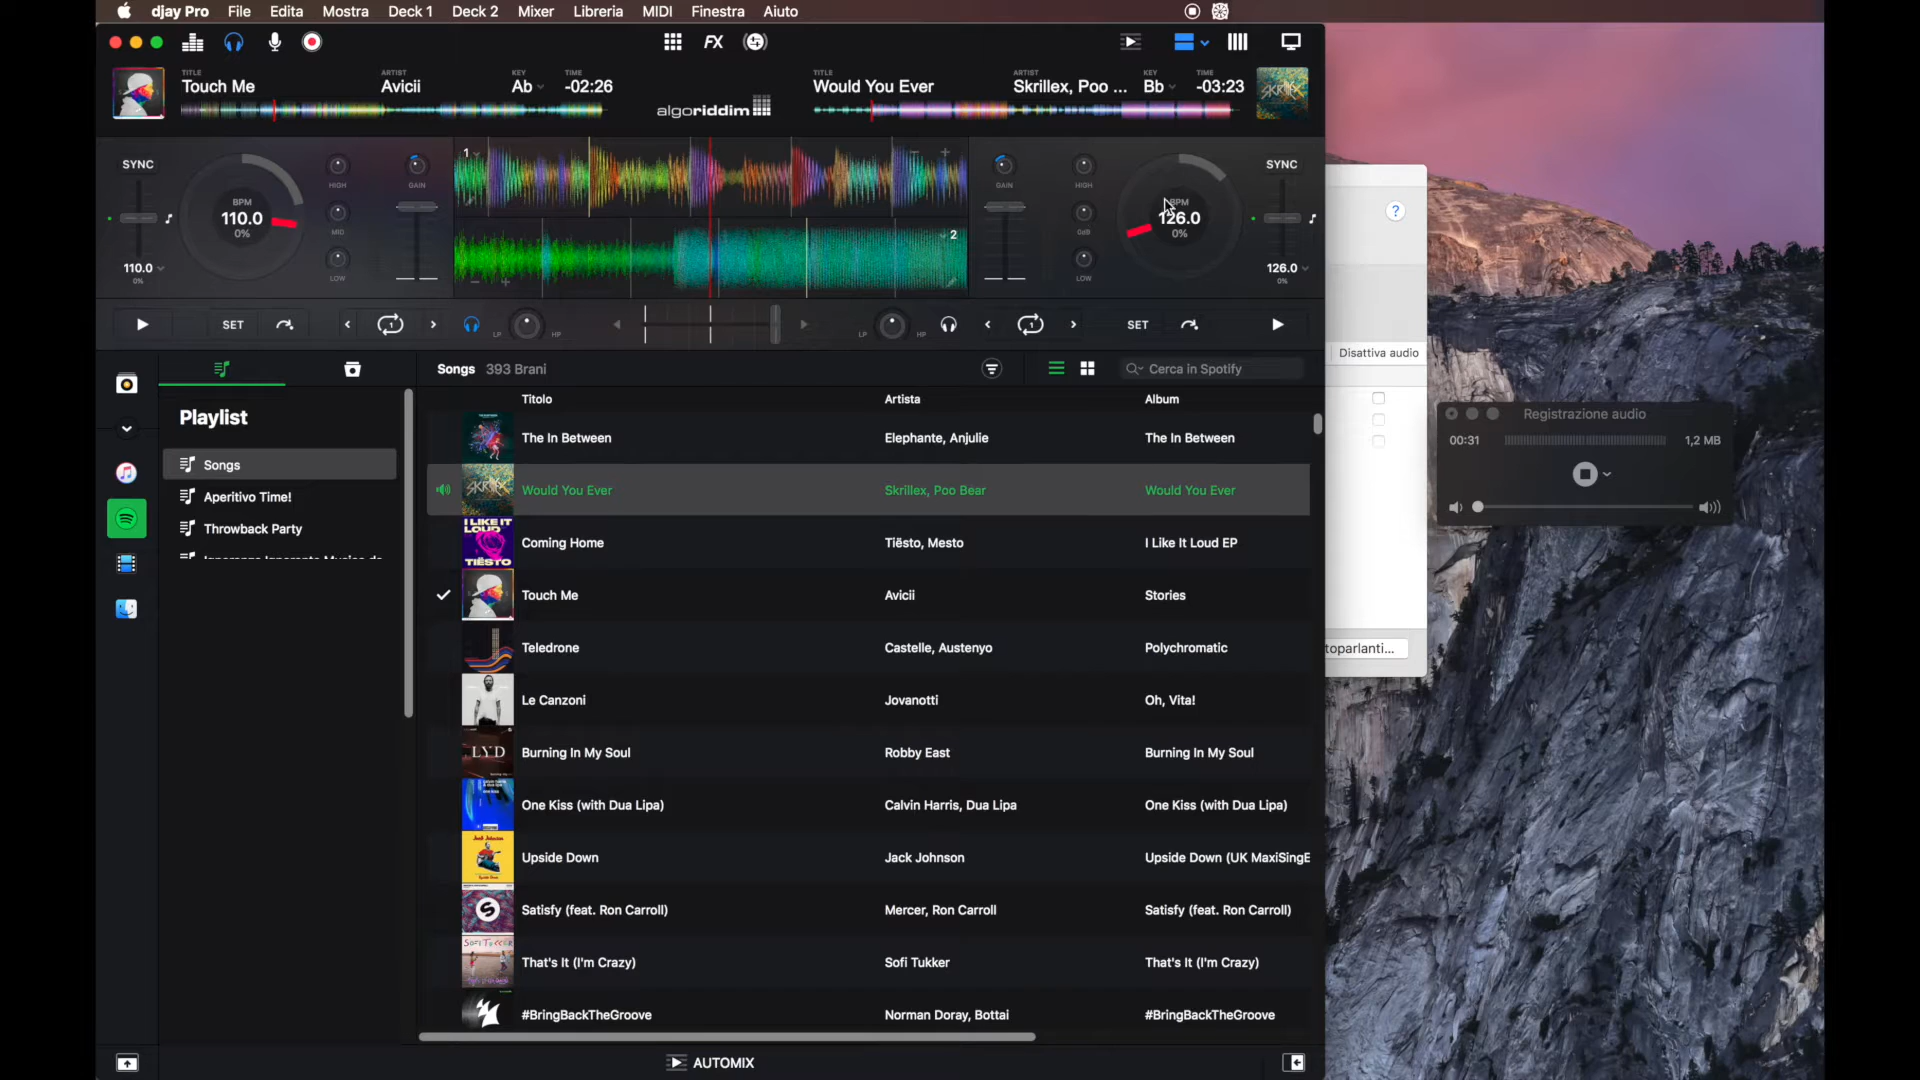 djay Pro File Edita Mostra Deck 1 Deck 2 Mixer Libreria MIDI Finestra Aiuto
FX
TITLE ARTIST KEY TIME
Touch Me Avicii Ab -02:26
algoriddim
TITLE ARTIST KEY TIME
Would You Ever Skrillex, Poo ... Bb -03:23
SYNC
BPM
110.0
0%
110.0
0%
HIGH
MID
LOW
GAIN
1
2
GAIN
HIGH
0dB
LOW
BPM
126.0
0%
SYNC
126.0
0%
SET 1 LP HP LP HP 1 SET
Playlist
Songs
Aperitivo Time!
Throwback Party
Songs 393 Brani Cerca in Spotify
Titolo Artista Album
The In Between Elephante, Anjulie The In Between
Would You Ever Skrillex, Poo Bear Would You Ever
Coming Home Tiësto, Mesto I Like It Loud EP
Touch Me Avicii Stories
Teledrone Castelle, Austenyo Polychromatic
Le Canzoni Jovanotti Oh, Vita!
Burning In My Soul Robby East Burning In My Soul
One Kiss (with Dua Lipa) Calvin Harris, Dua Lipa One Kiss (with Dua Lipa)
Upside Down Jack Johnson Upside Down (UK MaxiSingE
Satisfy (feat. Ron Carroll) Mercer, Ron Carroll Satisfy (feat. Ron Carroll)
That's It (I'm Crazy) Sofi Tukker That's It (I'm Crazy)
#BringBackTheGroove Norman Doray, Bottai #BringBackTheGroove
AUTOMIX
?
Disattiva audio
toparlanti...
Registrazione audio
00:31 1,2 MB